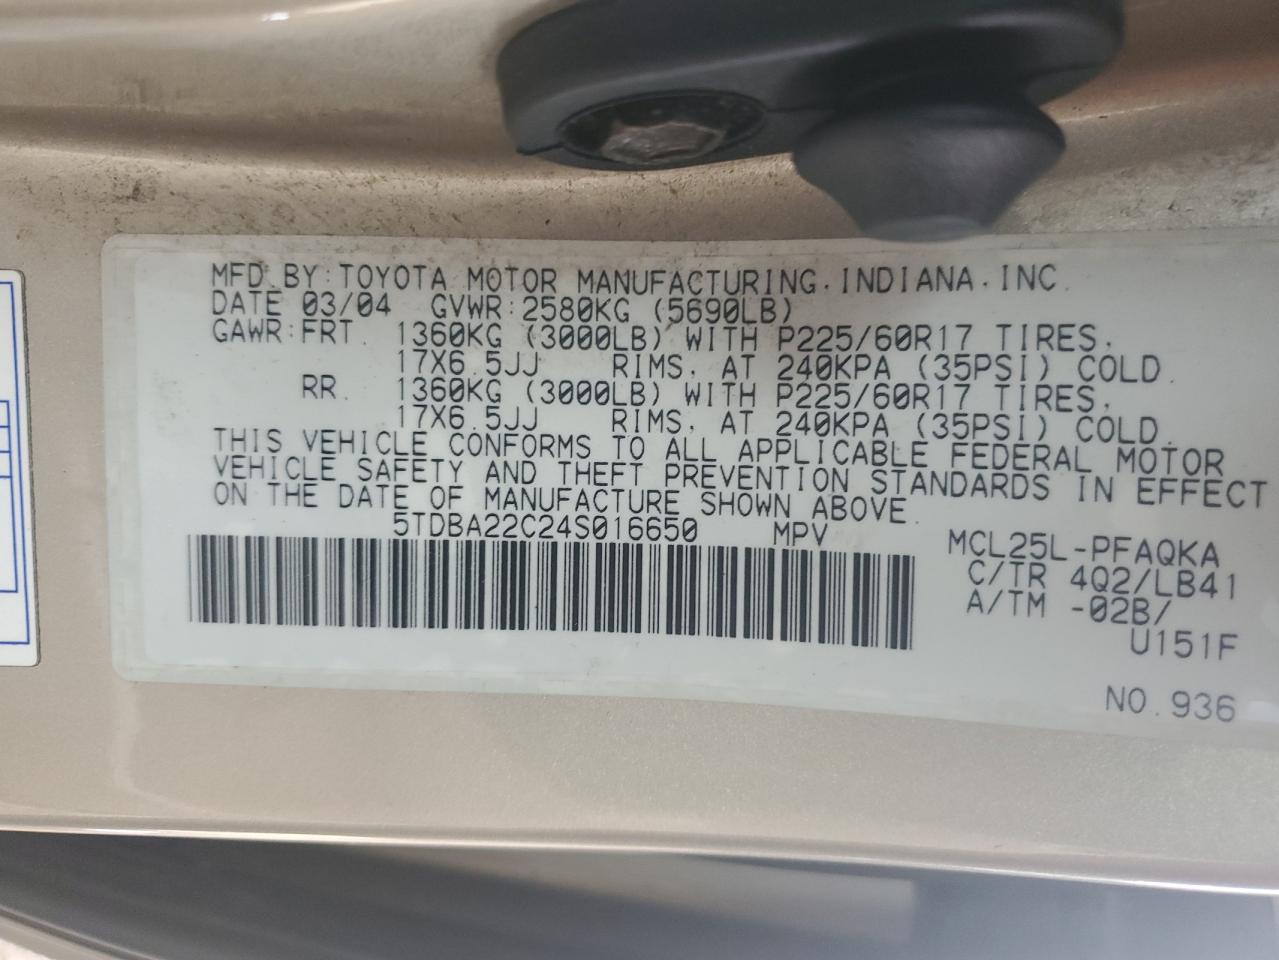 MFD.BY:TOYOTA MOTOR MANUFACTURING.INDIANA.INC.
DATE 03/04 GVWR:2580KG (5690LB)
GAWR:FRT. 1360KG (3000LB) WITH P225/60R17 TIRES.
17X6.5JJ RIMS. AT 240KPA (35PSI) COLD.
RR. 1360KG (3000LB) WITH P225/60R17 TIRES.
17X6.5JJ RIMS. AT 240KPA (35PSI) COLD.
THIS VEHICLE CONFORMS TO ALL APPLICABLE FEDERAL MOTOR
VEHICLE SAFETY AND THEFT PREVENTION STANDARDS IN EFFECT
ON THE DATE OF MANUFACTURE SHOWN ABOVE.
5TDBA22C24S016650 MPV
MCL25L-PFAQKA
C/TR 4Q2/LB41
A/TM -02B/
U151F
NO.936